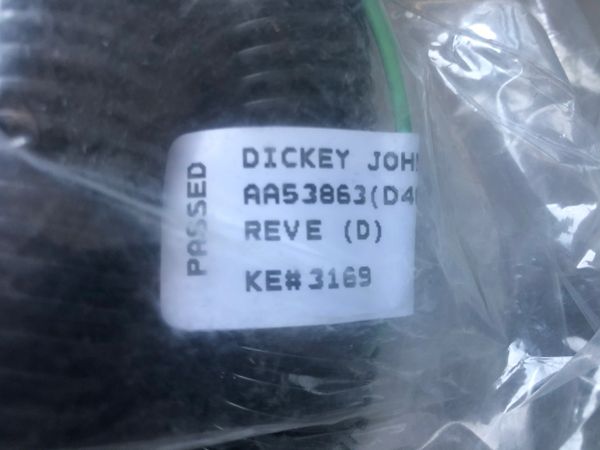 PASSED
DICKEY JOH
AA53863(D4
REVE (D)
KE#3169